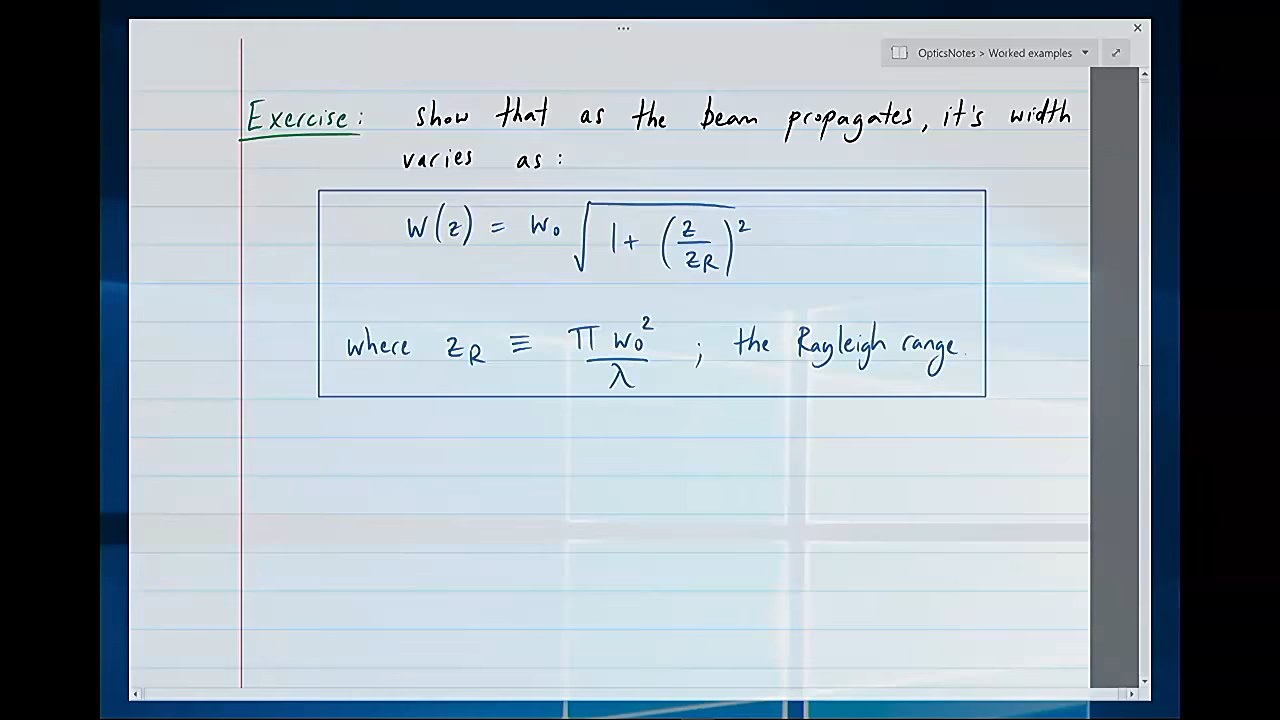 OpticsNotes > Worked examples
Exercise: show that as the beam propagates, it's width
varies as:
w(z) = w₀ √(1 + (z/z_R)²)
where z_R ≡ πw₀²/λ ; the Rayleigh range.